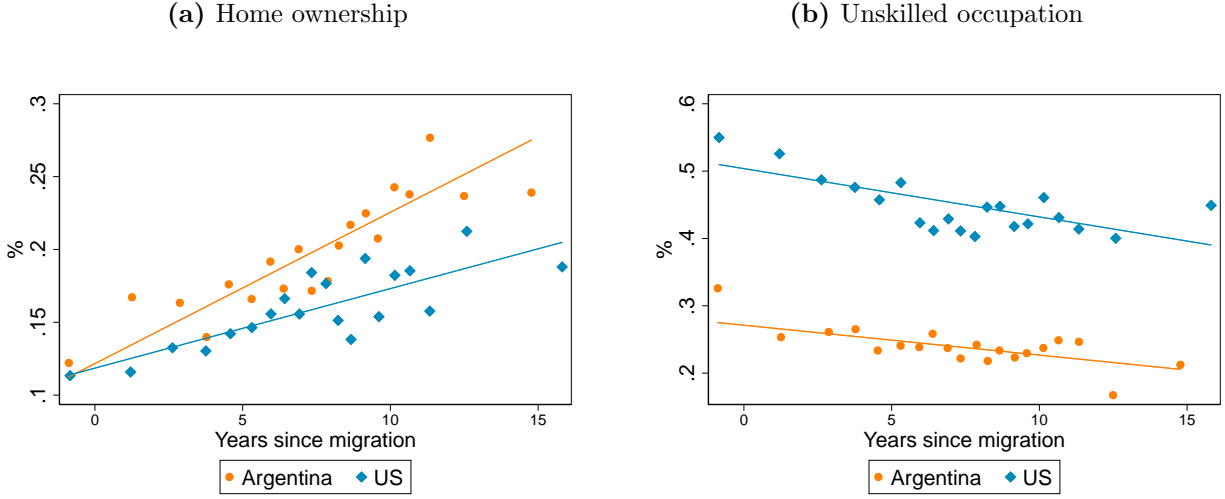 (a) Home ownership
.3
.25
.2
.15
.1
%
0 5 10 15
Years since migration
Argentina US
(b) Unskilled occupation
.6
.5
.4
.3
.2
%
0 5 10 15
Years since migration
Argentina US